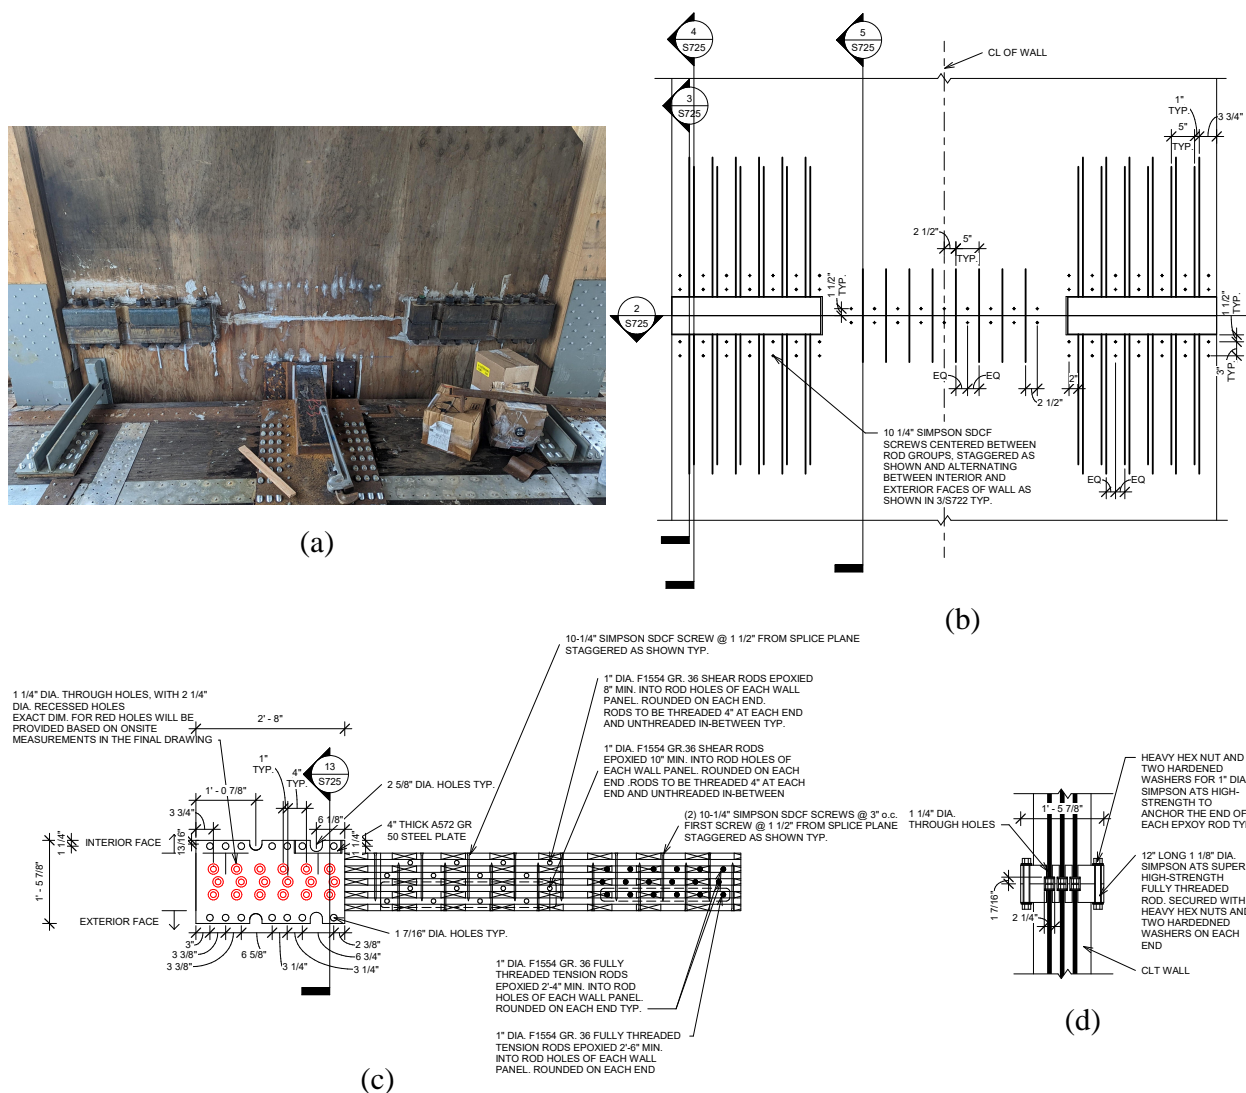 4
S725
5
S725
CL OF WALL
3
S725
1"
TYP.
3 3/4"
5"
TYP.
2 1/2"
5"
TYP.
1 1/2"
TYP.
2
S725
1 1/2"
TYP.
3"
TYP.
EQ
EQ
2"
2 1/2"
10 1/4" SIMPSON SDCF
SCREWS CENTERED BETWEEN
ROD GROUPS, STAGGERED AS
SHOWN AND ALTERNATING
BETWEEN INTERIOR AND
EXTERIOR FACES OF WALL AS
SHOWN IN 3/S722 TYP.
EQ
EQ
(a)
(b)
10-1/4" SIMPSON SDCF SCREW @ 1 1/2" FROM SPLICE PLANE
STAGGERED AS SHOWN TYP.
1 1/4" DIA. THROUGH HOLES, WITH 2 1/4"
DIA. RECESSED HOLES
EXACT DIM. FOR RED HOLES WILL BE
PROVIDED BASED ON ONSITE
MEASUREMENTS IN THE FINAL DRAWING
1" DIA. F1554 GR. 36 SHEAR RODS EPOXIED
8" MIN. INTO ROD HOLES OF EACH WALL
PANEL. ROUNDED ON EACH END.
RODS TO BE THREADED 4" AT EACH END
AND UNTHREADED IN-BETWEEN TYP.
2' - 8"
1"
TYP.
4"
TYP.
13
S725
1" DIA. F1554 GR.36 SHEAR RODS
EPOXIED 10" MIN. INTO ROD HOLES OF
EACH WALL PANEL. ROUNDED ON EACH
END .RODS TO BE THREADED 4" AT EACH
END AND UNTHREADED IN-BETWEEN
2 5/8" DIA. HOLES TYP.
1' - 0 7/8"
3 3/4"
6 1/8"
4" THICK A572 GR
50 STEEL PLATE
(2) 10-1/4" SIMPSON SDCF SCREWS @ 3" o.c.
FIRST SCREW @ 1 1/2" FROM SPLICE PLANE
STAGGERED AS SHOWN TYP.
1 1/4"
INTERIOR FACE
13/16"
1 1/4"
1' - 5 7/8"
EXTERIOR FACE
1 7/16" DIA. HOLES TYP.
3"
3 3/8"
3 3/8"
6 5/8"
3 1/4"
2 3/8"
6 3/4"
3 1/4"
1" DIA. F1554 GR. 36 FULLY
THREADED TENSION RODS
EPOXIED 2'-4" MIN. INTO ROD
HOLES OF EACH WALL PANEL.
ROUNDED ON EACH END TYP.
1" DIA. F1554 GR. 36 FULLY THREADED
TENSION RODS EPOXIED 2'-6" MIN.
INTO ROD HOLES OF EACH WALL
PANEL. ROUNDED ON EACH END
(c)
HEAVY HEX NUT AND
TWO HARDENED
WASHERS FOR 1" DIA
SIMPSON ATS HIGH-
STRENGTH TO
ANCHOR THE END OF
EACH EPXOY ROD TY
1 1/4" DIA.
THROUGH HOLES
1' - 5 7/8"
12" LONG 1 1/8" DIA.
SIMPSON ATS SUPER
HIGH-STRENGTH
FULLY THREADED
ROD. SECURED WITH
HEAVY HEX NUTS AND
TWO HARDEDNED
WASHERS ON EACH
END
1 7/16"
2 1/4"
CLT WALL
(d)